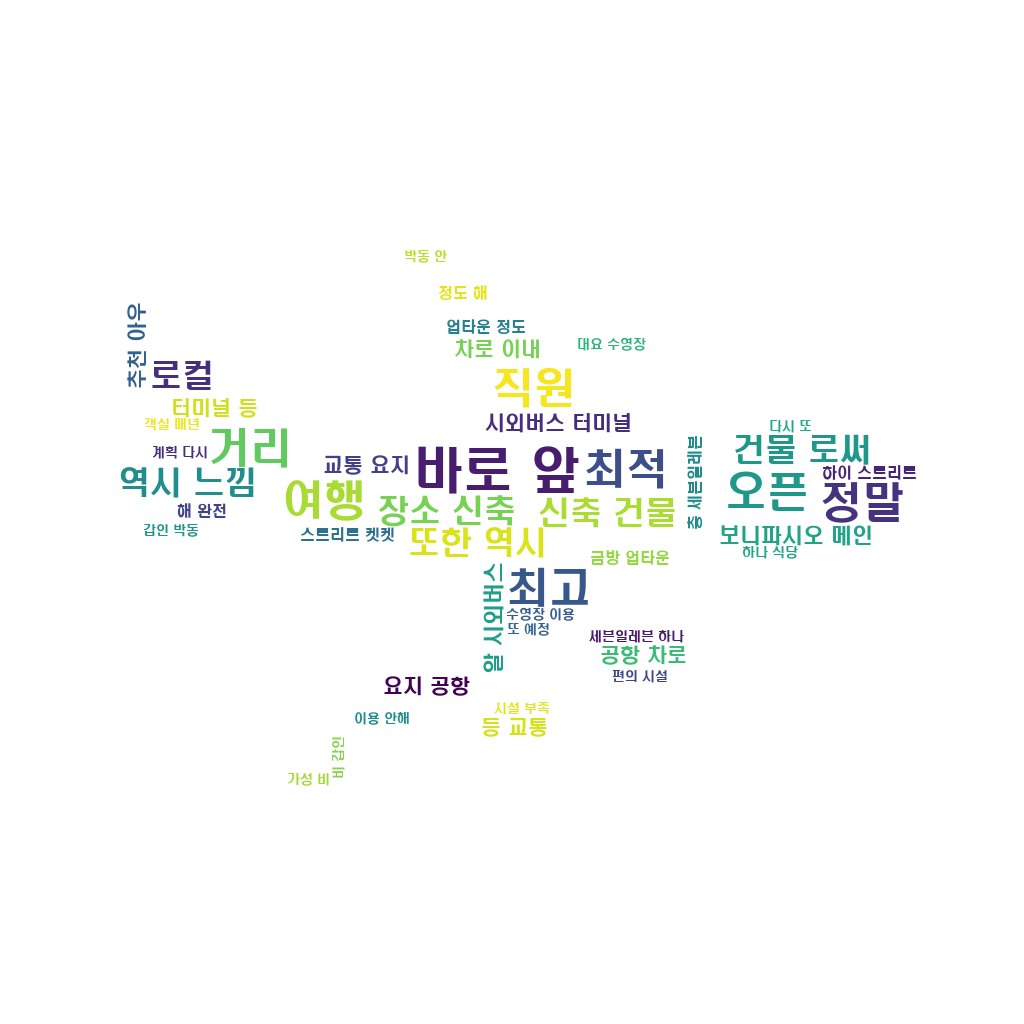 박동 안
정도 해
업타운 정도
차로 이내
대요 수영장
추천 아우
로컬
직원
터미널 등
객실 매년
시외버스 터미널
다시 또
거리
계획 다시
교통 요지
바로 앞
최적
층 세븐일레븐
건물 로써
하이 스트리트
역시 느낌
여행
오픈
정말
해 완전
장소 신축
신축 건물
갑인 박동
스트리트 켓켓
또한 역시
보니파시오 메인
하나 식당
금방 업타운
알 시외버스
최고
수영장 이용
또 예정
세븐일레븐 하나
공항 차로
편의 시설
요지 공항
시설 부족
이용 안해
등 교통
비 갑인
가성 비